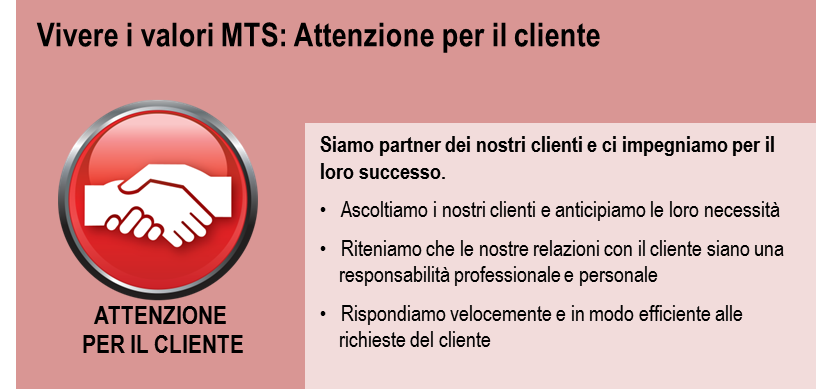 Vivere i valori MTS: Attenzione per il cliente
ATTENZIONE
PER IL CLIENTE
Siamo partner dei nostri clienti e ci impegniamo per il
loro successo.
• Ascoltiamo i nostri clienti e anticipiamo le loro necessità
• Riteniamo che le nostre relazioni con il cliente siano una
responsabilità professionale e personale
• Rispondiamo velocemente e in modo efficiente alle
richieste del cliente